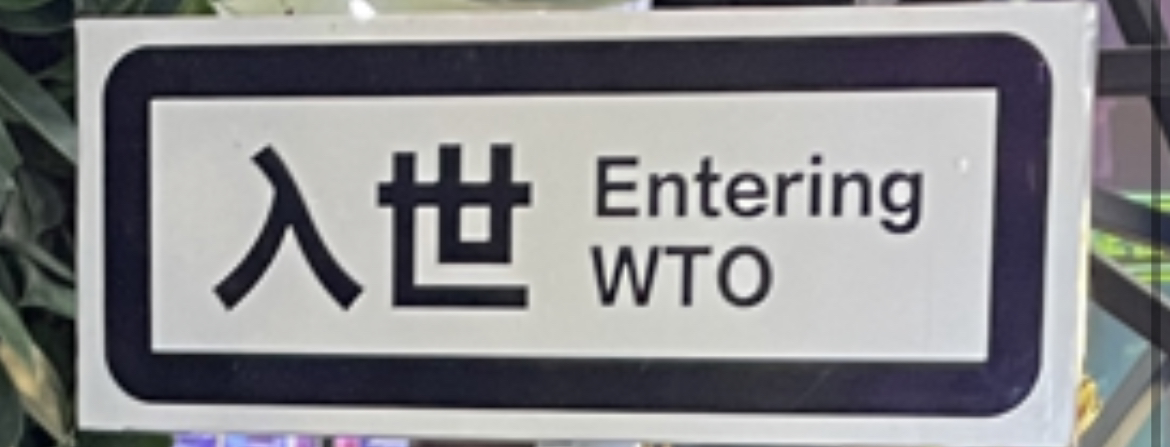 入世
Entering
WTO